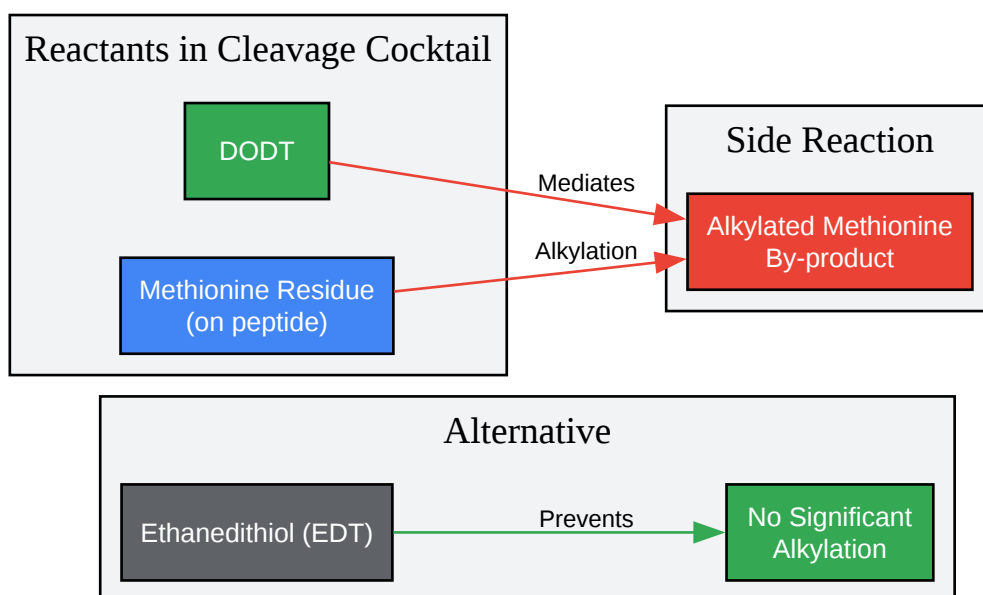 Reactants in Cleavage Cocktail
DODT
Methionine Residue
(on peptide)
Mediates
Alkylation
Side Reaction
Alkylated Methionine
By-product
Alternative
Ethanedithiol (EDT)
Prevents
No Significant
Alkylation